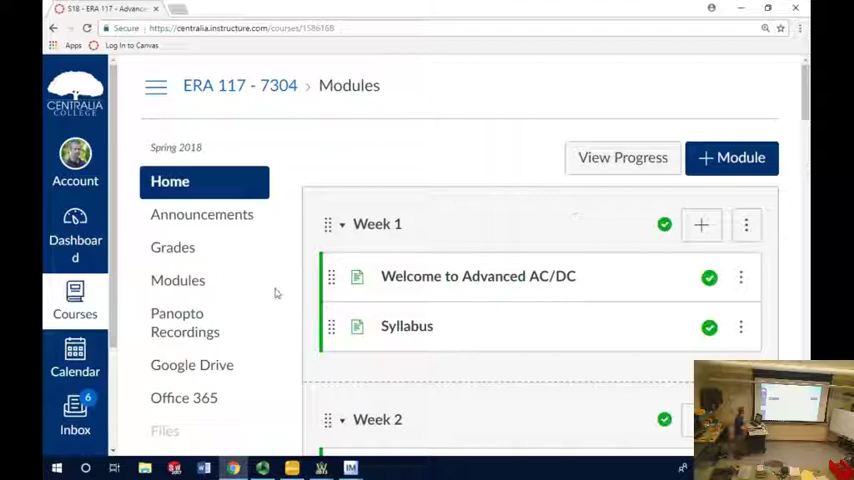 S18 - ERA 117 - Advance
Secure
https://centralia.instructure.com/courses/1586168
Apps
Log In to Canvas
CENTRALIA
COLLEGE
ERA 117 - 7304 > Modules
Spring 2018
View Progress
+ Module
Account
Home
Announcements
Dashboar
d
Grades
Modules
Courses
Panopto
Recordings
Google Drive
Calendar
Office 365
6
Inbox
Files
Week 1
Welcome to Advanced AC/DC
Syllabus
Week 2